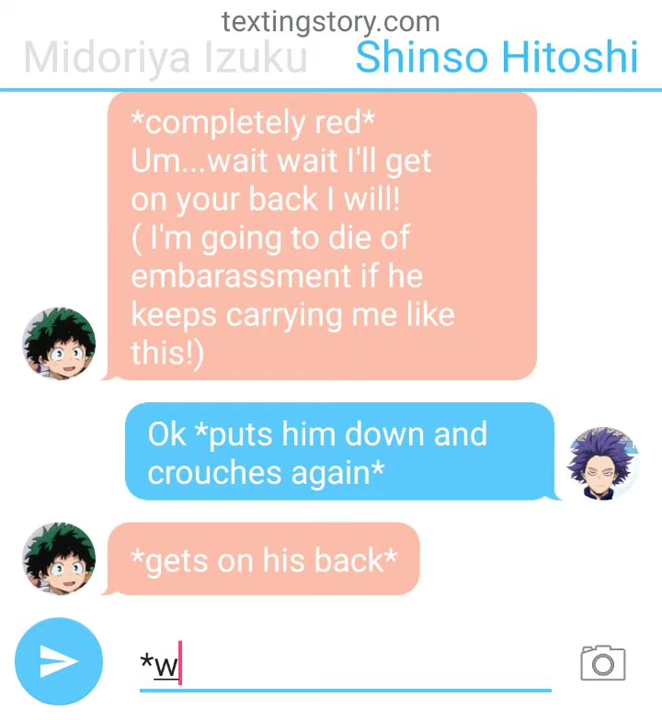 textingstory.com
Midoriya Izuku Shinso Hitoshi
*completely red*
Um...wait wait I'll get
on your back I will!
( I'm going to die of
embarassment if he
keeps carrying me like
this!)
Ok *puts him down and
crouches again*
*gets on his back*
*w